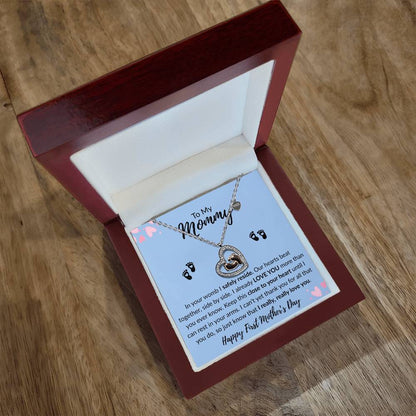 To My
Mommy
In your womb I safely reside. Our hearts beat
together, side by side. I already LOVE YOU more than
you ever know. Keep this close to your heart until I
can rest in your arms. I can't yet thank you for all that
you do, so just know that I really, really love you
Happy First Mother's Day